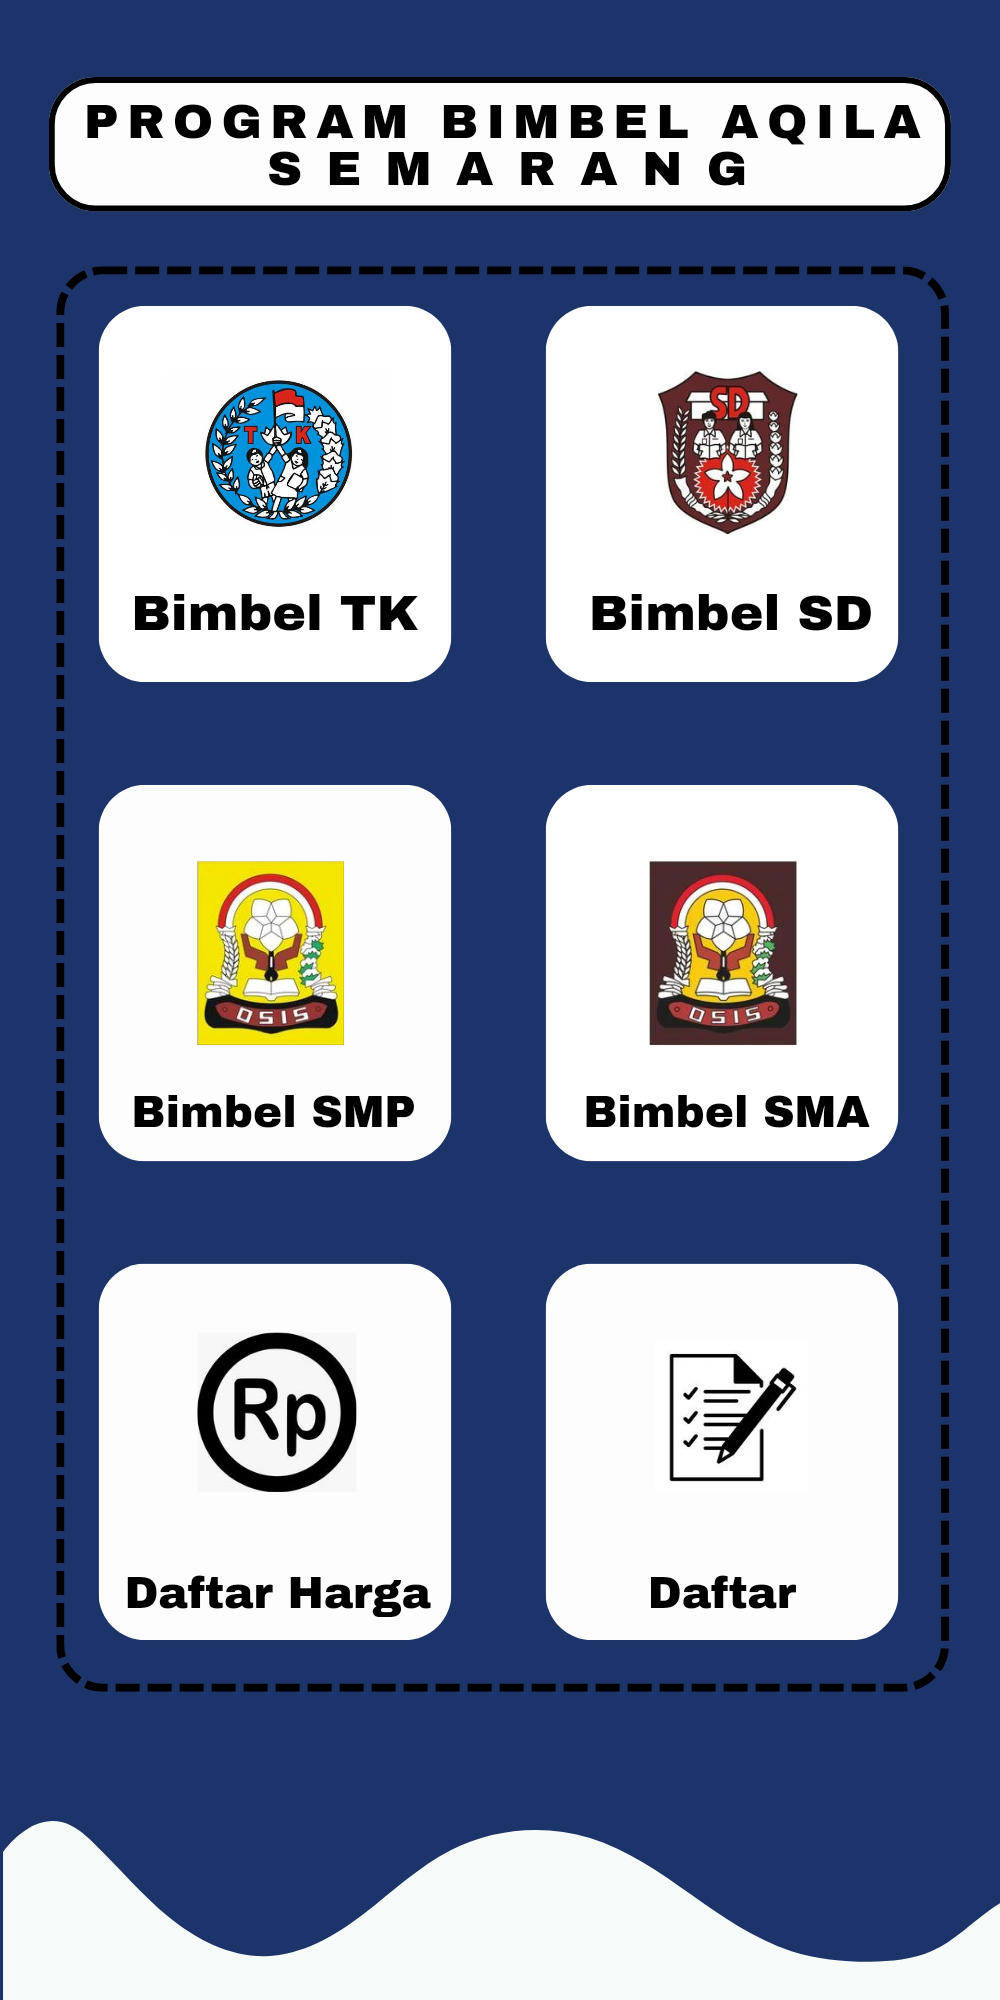 PROGRAM BIMBEL AQILA
SEMARANG
T K
SD
Bimbel TK
Bimbel SD
OSIS
OSIS
Bimbel SMP
Bimbel SMA
Rp
Daftar Harga
Daftar